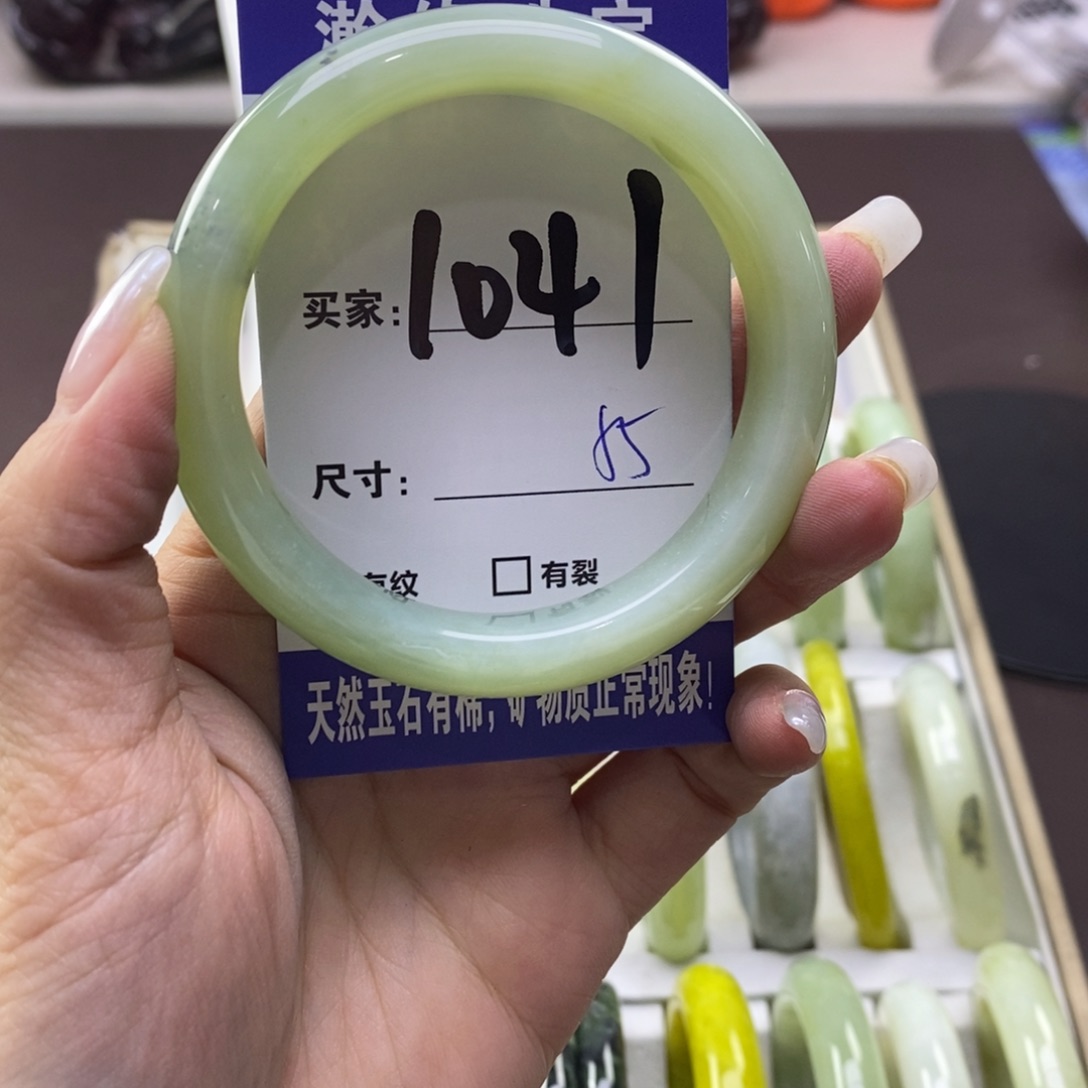 买家: 1041
尺寸: 85
有纹 □有裂
天然玉石有棉,矿物质正常现象!